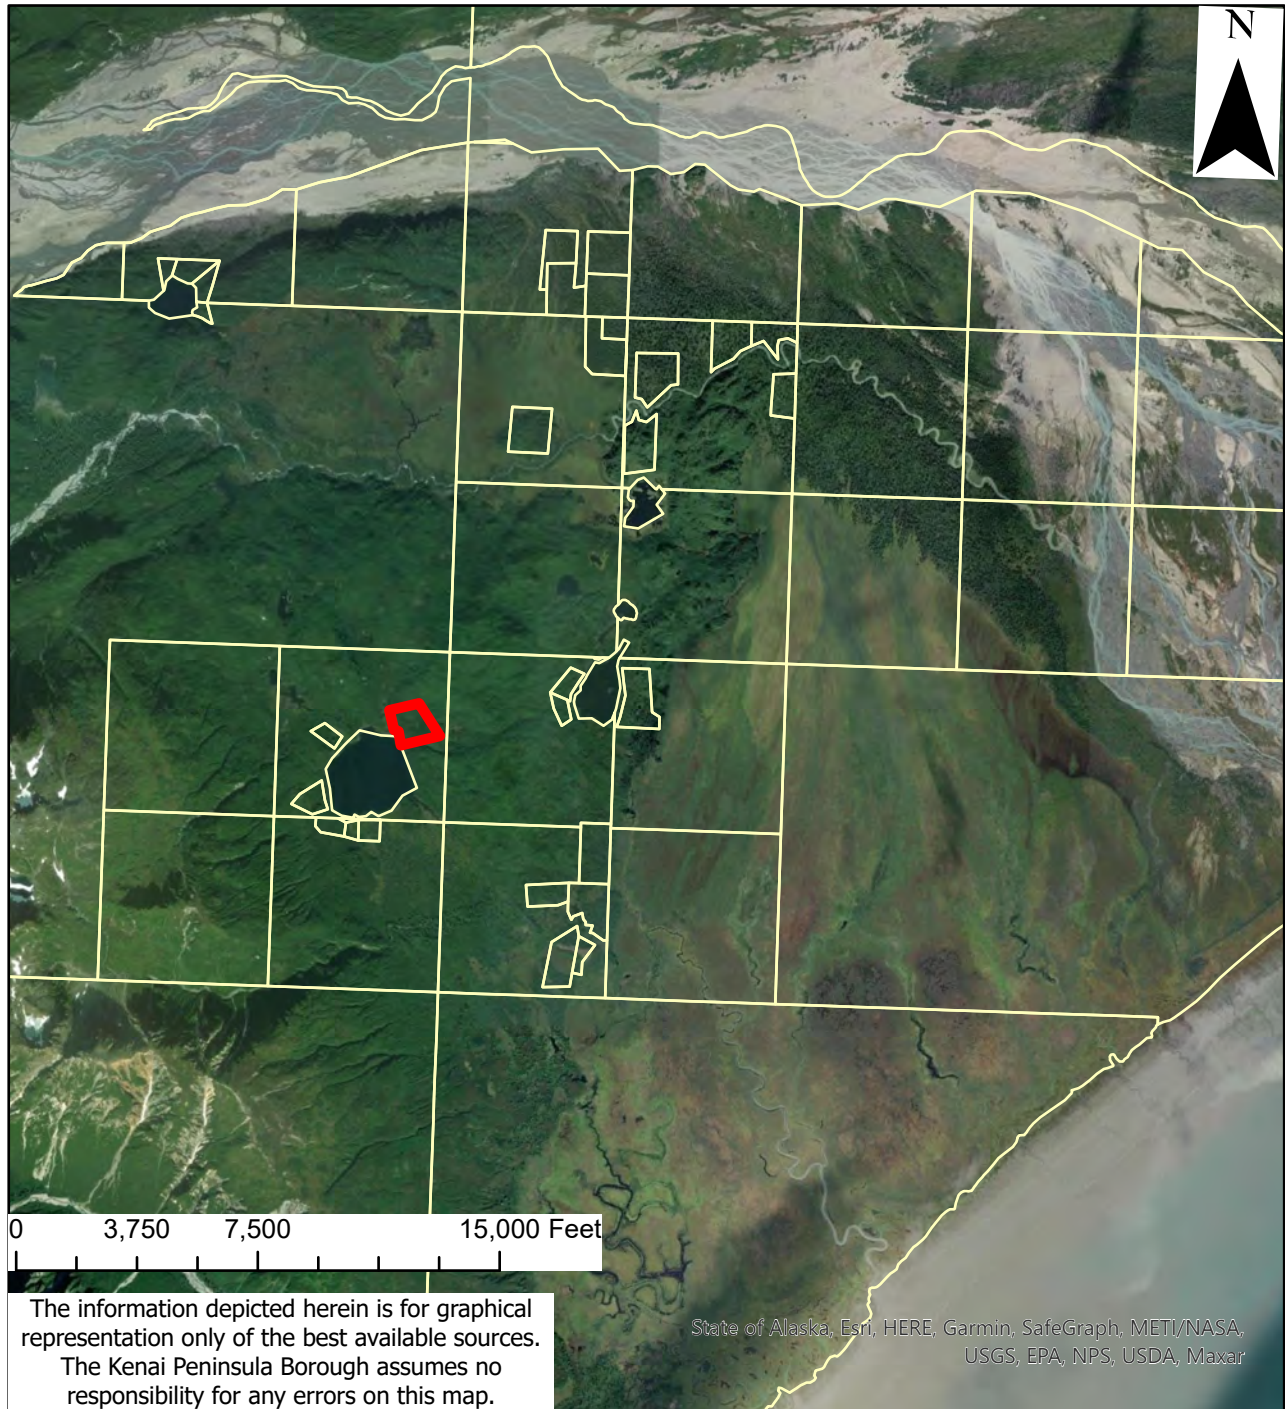 N
0 3,750 7,500 15,000 Feet
The information depicted herein is for graphical
representation only of the best available sources.
The Kenai Peninsula Borough assumes no
responsibility for any errors on this map.
State of Alaska, Esri, HERE, Garmin, SafeGraph, METI/NASA,
USGS, EPA, NPS, USDA, Maxar